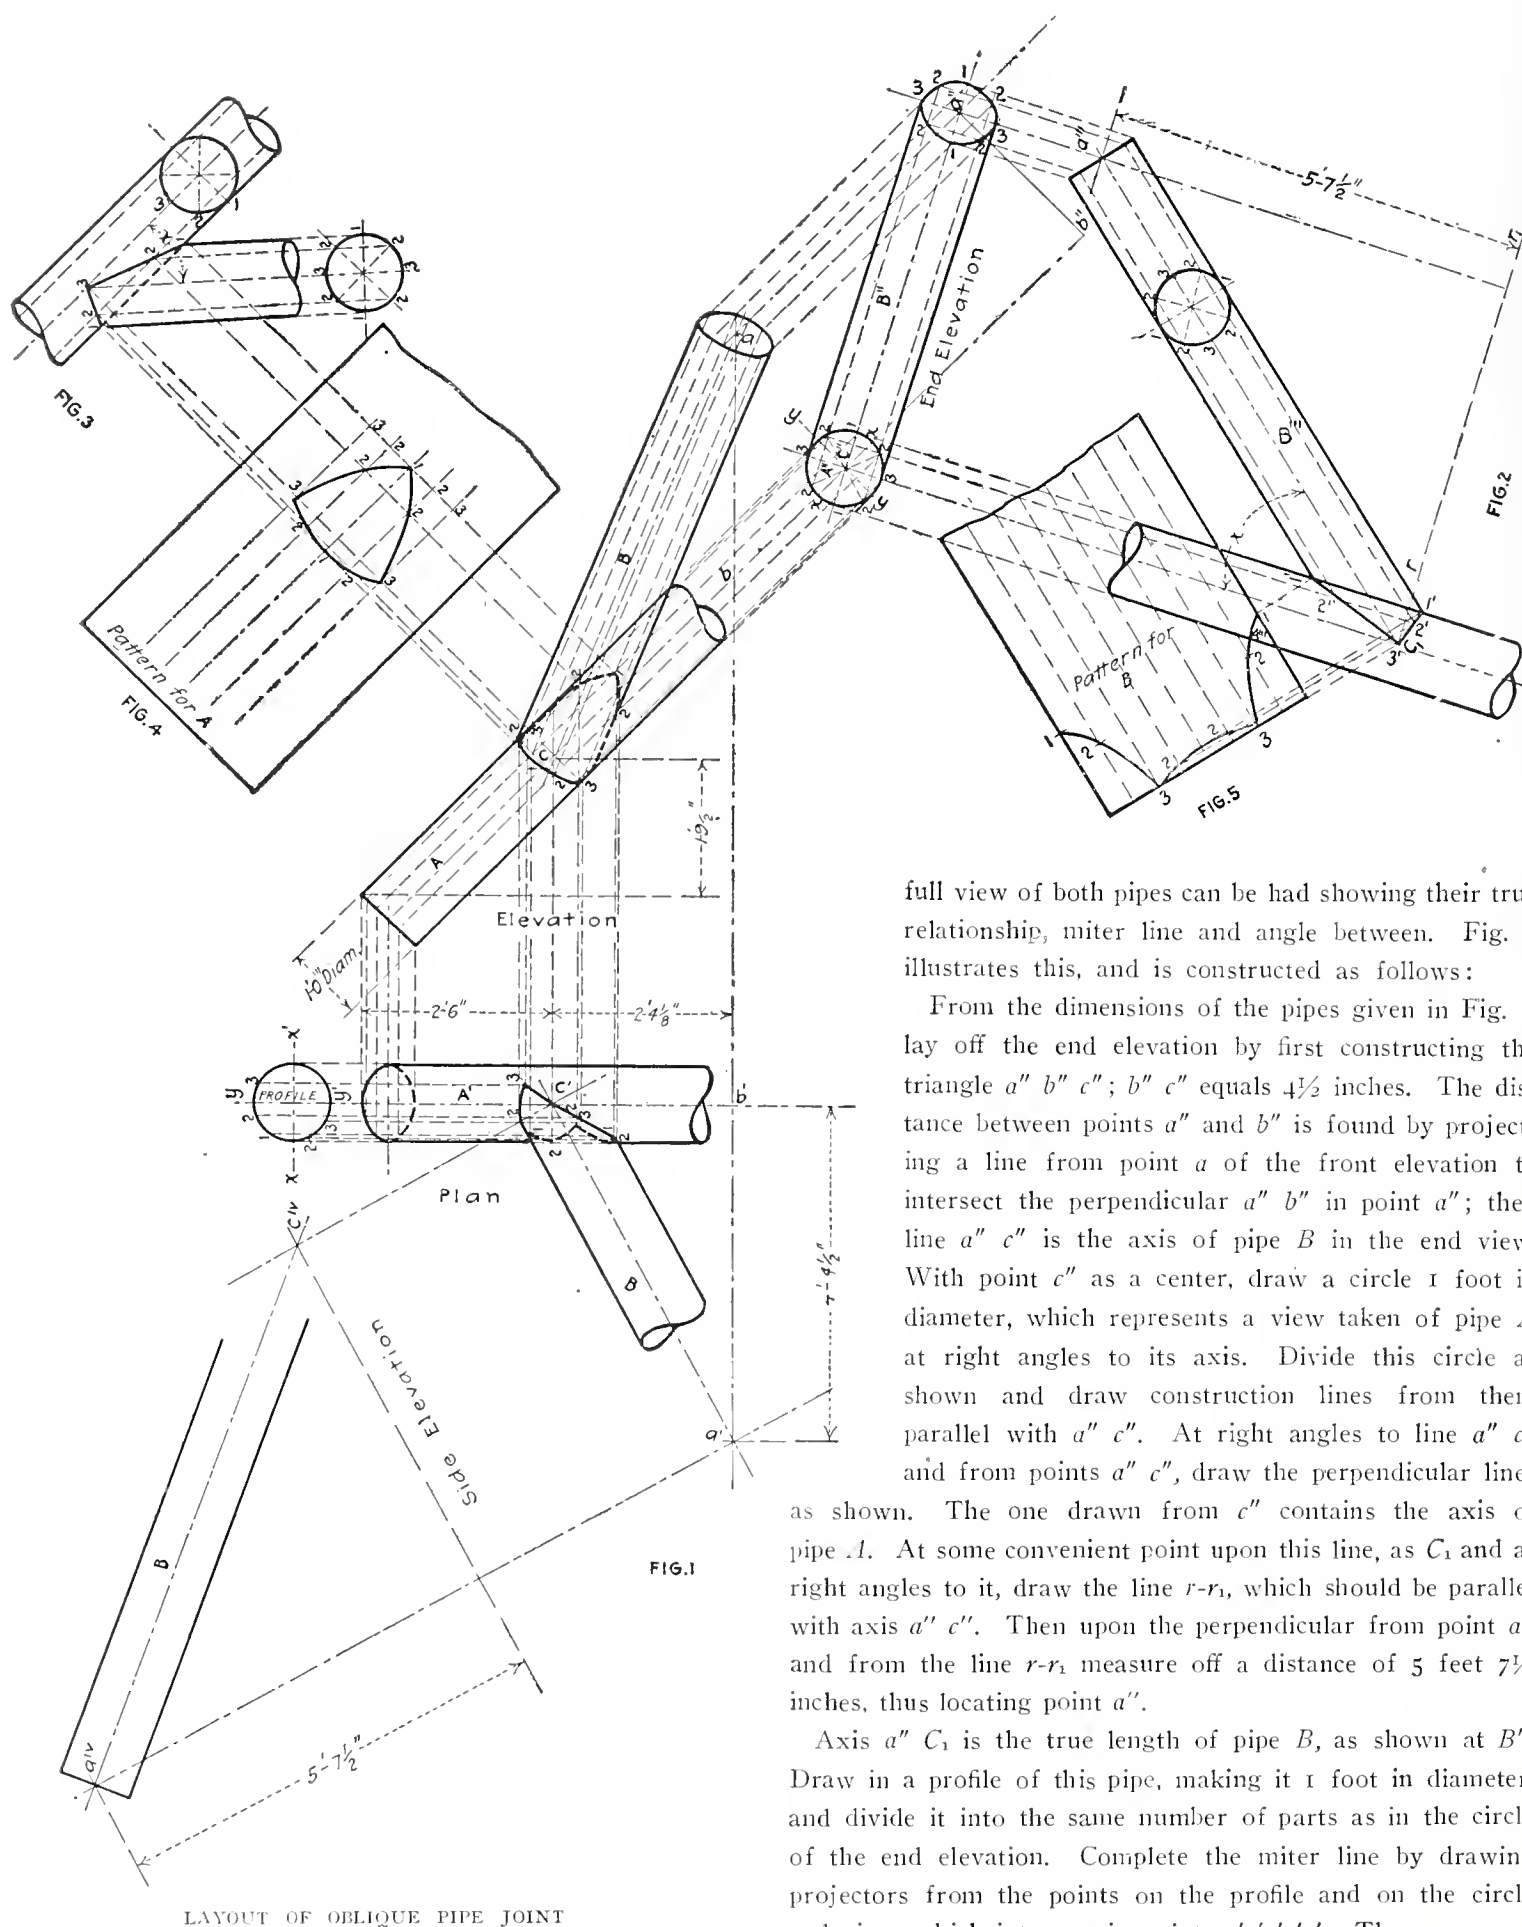 FIG.3
Pattern for A
FIG.4
5'-7½"
End Elevation
FIG.2
Pattern for
B
FIG.5
1'-9½"
Elevation
1'-0" Diam.
2'-6"
2'-4⅛
PROFILE
Plan
Side Elevation
5'-7½"
FIG.1
LAYOUT OF OBLIQUE PIPE JOINT
full view of both pipes can be had showing their tru
relationship, miter line and angle between. Fig.
illustrates this, and is constructed as follows:
From the dimensions of the pipes given in Fig.
lay off the end elevation by first constructing th
triangle a″ b″ c″; b″ c″ equals 4½ inches. The dis
tance between points a″ and b″ is found by project
ing a line from point a of the front elevation t
intersect the perpendicular a″ b″ in point a″; the
line a″ c″ is the axis of pipe B in the end view
With point c″ as a center, draw a circle 1 foot i
diameter, which represents a view taken of pipe
at right angles to its axis. Divide this circle a
shown and draw construction lines from then
parallel with a″ c″. At right angles to line a″ c
and from points a″ c″, draw the perpendicular line
as shown. The one drawn from c″ contains the axis o
pipe A. At some convenient point upon this line, as C₁ and a
right angles to it, draw the line r-r₁, which should be paralle
with axis a″ c″. Then upon the perpendicular from point a
and from the line r-r₁ measure off a distance of 5 feet 7½
inches, thus locating point a″.
Axis a″ C₁ is the true length of pipe B, as shown at B″
Draw in a profile of this pipe, making it 1 foot in diameter
and divide it into the same number of parts as in the circl
of the end elevation. Complete the miter line by drawin
projectors from the points on the profile and on the circl